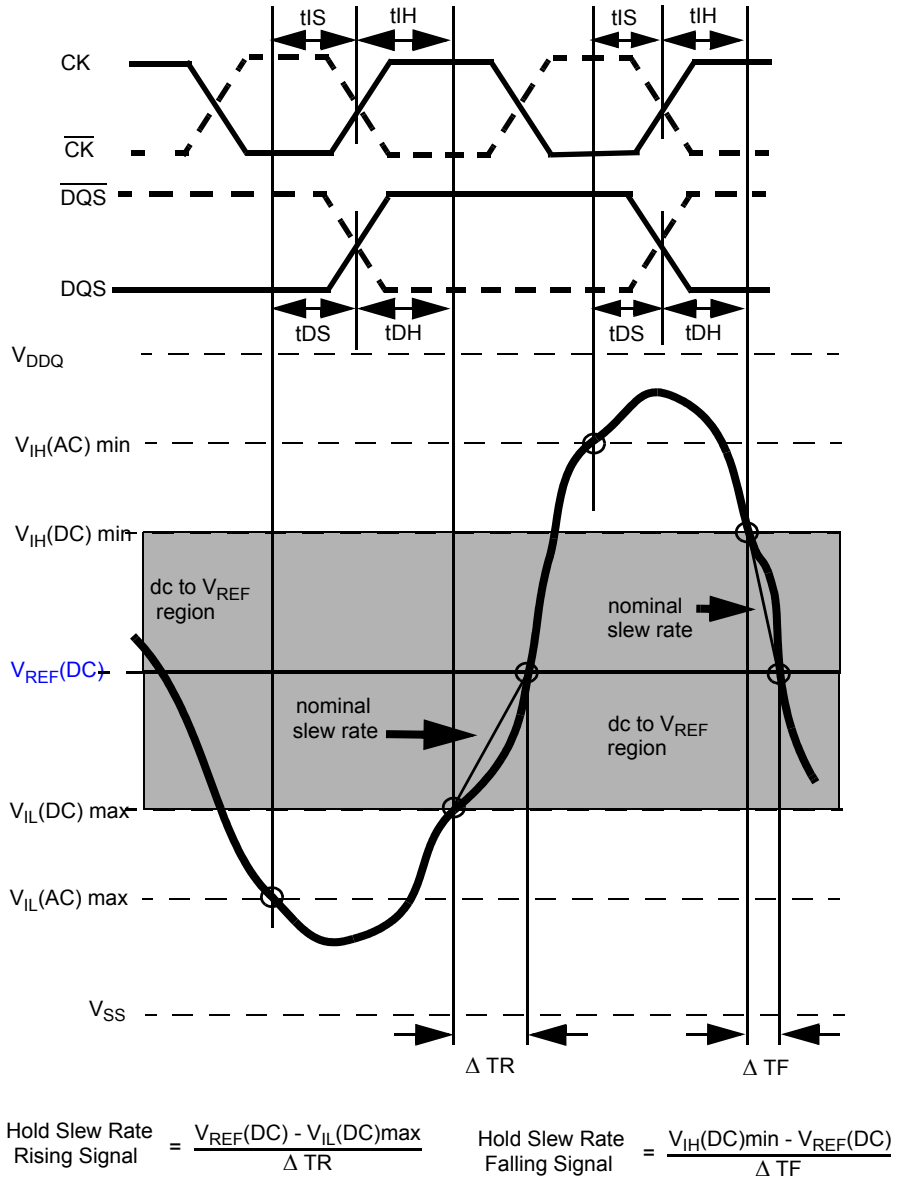 tIS tIH tIS tIH
CK
CK
DQS
DQS
tDS tDH tDS tDH
VDDQ
VIH(AC) min
VIH(DC) min
dc to VREF
region
nominal
slew rate
VREF(DC)
nominal
slew rate
dc to VREF
region
VIL(DC) max
VIL(AC) max
VSS
Δ TR Δ TF
Hold Slew Rate
Rising Signal
= VREF(DC) - VIL(DC)max
Δ TR
Hold Slew Rate
Falling Signal
= VIH(DC)min - VREF(DC)
Δ TF